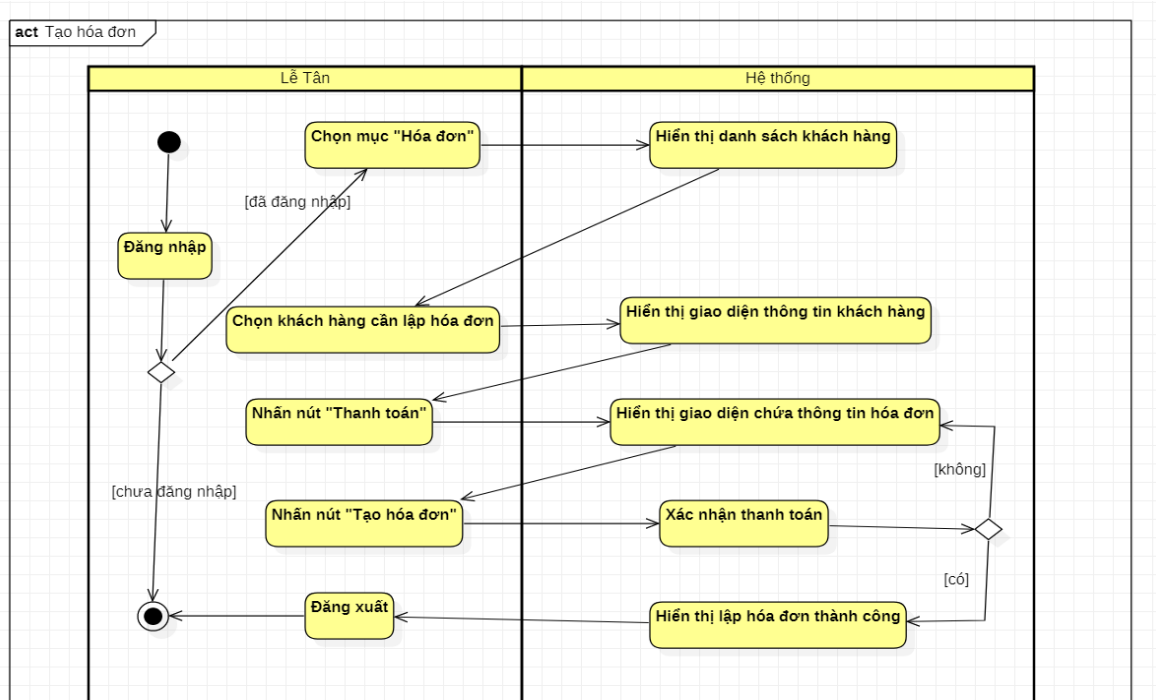 act Tạo hóa đơn
Lễ Tân
Hệ thống
Chọn mục "Hóa đơn"
Hiển thị danh sách khách hàng
[đã đăng nhập]
Đăng nhập
Chọn khách hàng cần lập hóa đơn
Hiển thị giao diện thông tin khách hàng
Nhấn nút "Thanh toán"
Hiển thị giao diện chứa thông tin hóa đơn
[không]
[chưa đăng nhập]
Nhấn nút "Tạo hóa đơn"
Xác nhận thanh toán
[có]
Đăng xuất
Hiển thị lập hóa đơn thành công